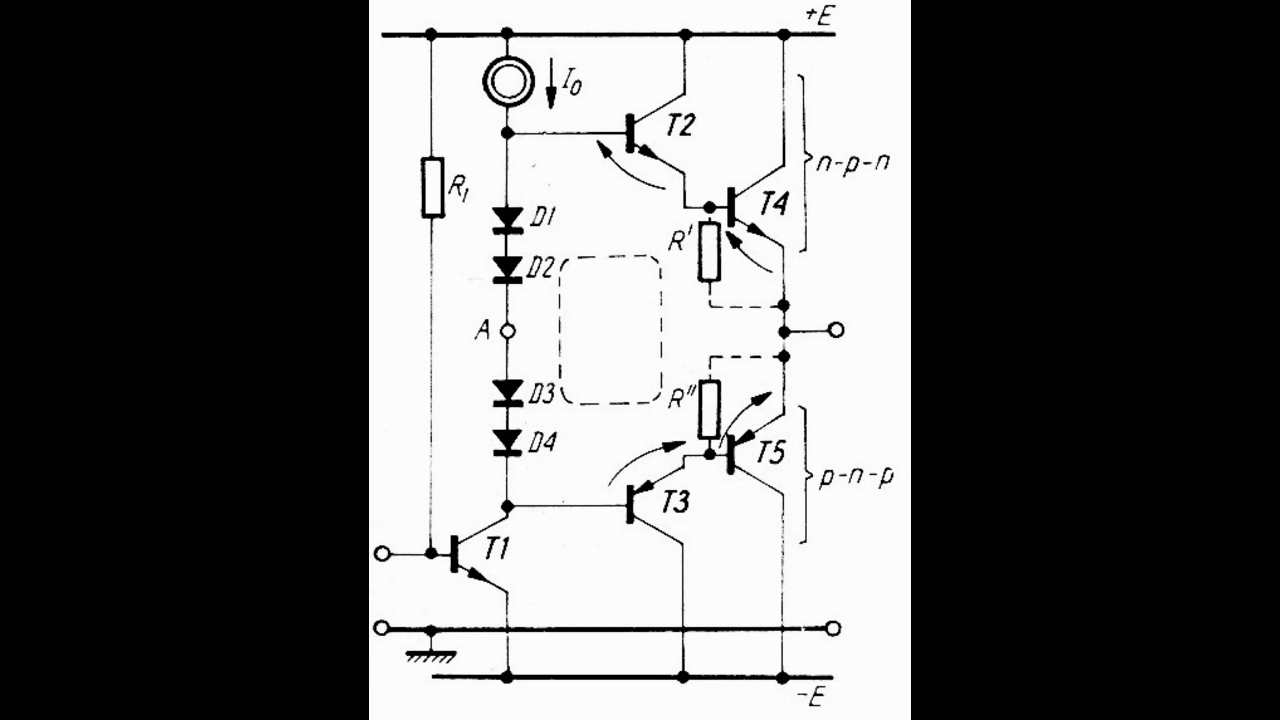 +E
I0
T2
n-p-n
R1
T4
D1
R'
D2
A
D3
R"
D4
T5
p-n-p
T3
T1
-E